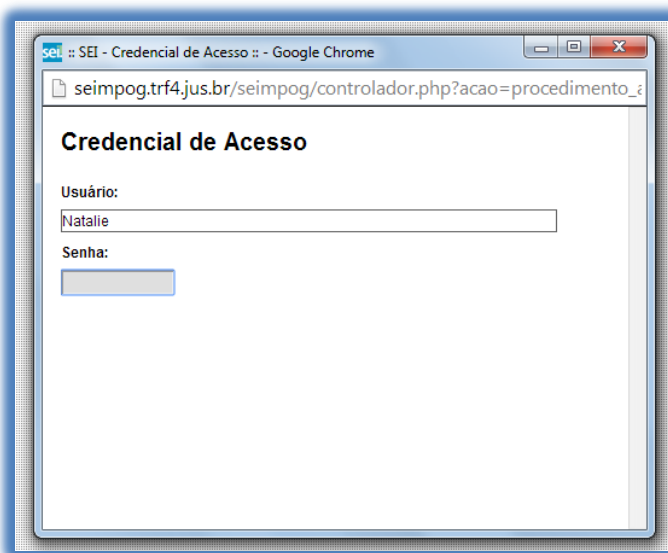 sei! :: SEI - Credencial de Acesso :: - Google Chrome
seimpog.trf4.jus.br/seimpog/controlador.php?acao=procedimento_a
Credencial de Acesso
Usuário:
Natalie
Senha: